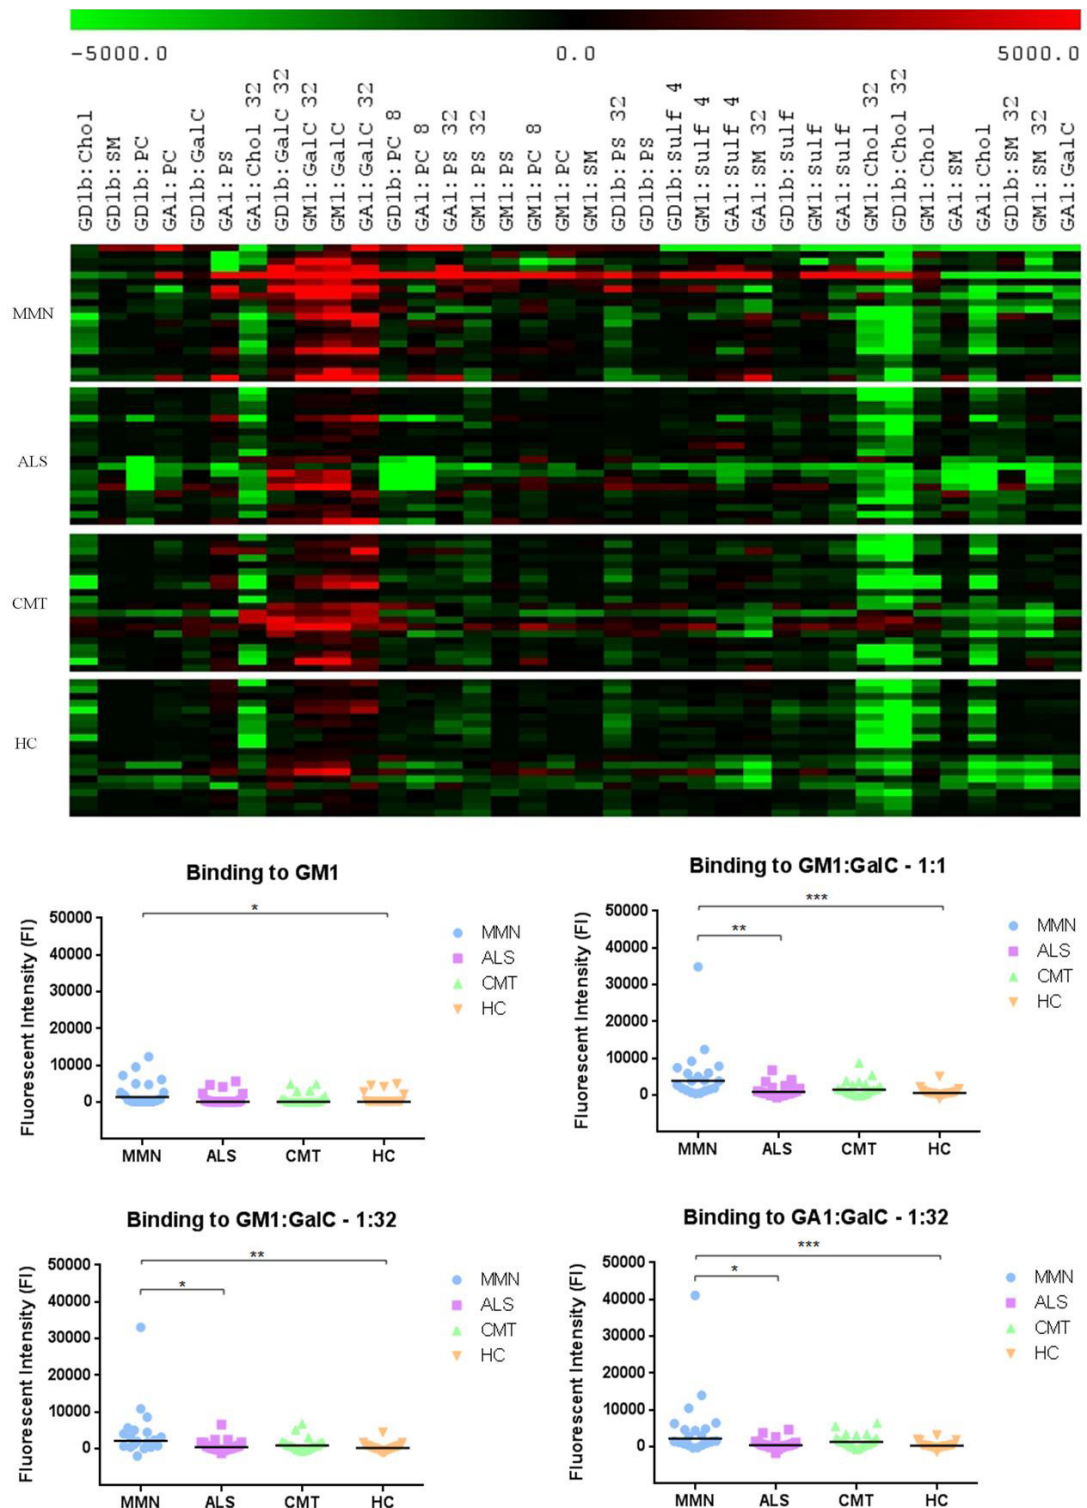 -5000.0 0.0 5000.0
GD1b:Chol
GD1b:SM
GD1b:PC
GA1:PC
GD1b:GalC
GA1:PS
GA1:Chol 32
GD1b:GalC 32
GM1:GalC 32
GM1:GalC
GA1:GalC 32
GD1b:PC 8
GA1:PC 8
GA1:PS 32
GM1:PS 32
GM1:PS
GM1:PC 8
GM1:PC
GM1:SM
GD1b:PS 32
GD1b:PS
GD1b:Sulf 4
GM1:Sulf 4
GA1:Sulf 4
GA1:SM 32
GD1b:Sulf
GM1:Sulf
GA1:Sulf
GM1:Chol 32
GD1b:Chol 32
GM1:Chol
GA1:SM
GA1:Chol
GD1b:SM 32
GM1:SM 32
GA1:GalC
MMN
ALS
CMT
HC
Binding to GM1
*
Fluorescent Intensity (FI)
50000
40000
30000
20000
10000
0
MMN ALS CMT HC
MMN
ALS
CMT
HC
Binding to GM1:GalC - 1:1
***
**
Fluorescent Intensity (FI)
50000
40000
30000
20000
10000
0
MMN ALS CMT HC
MMN
ALS
CMT
HC
Binding to GM1:GalC - 1:32
**
*
Fluorescent Intensity (FI)
50000
40000
30000
20000
10000
0
MMN ALS CMT HC
MMN
ALS
CMT
HC
Binding to GA1:GalC - 1:32
***
*
Fluorescent Intensity (FI)
50000
40000
30000
20000
10000
0
MMN ALS CMT HC
MMN
ALS
CMT
HC